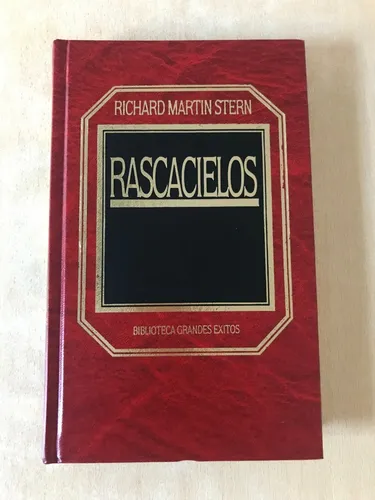 RICHARD MARTIN STERN
RASCACIELOS
BIBLIOTECA GRANDES EXITOS